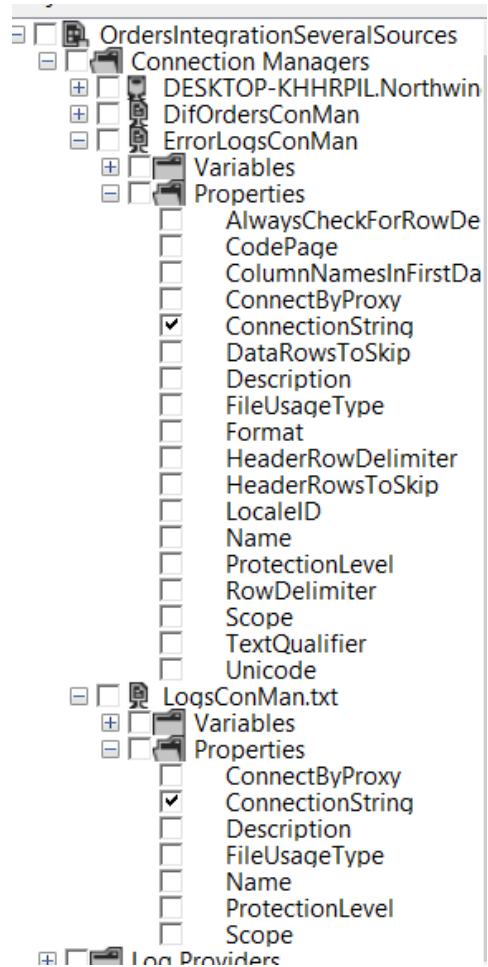 OrdersIntegrationSeveralSources
Connection Managers
DESKTOP-KHHRPIL.Northwin
DifOrdersConMan
ErrorLogsConMan
Variables
Properties
AlwaysCheckForRowDe
CodePage
ColumnNamesInFirstDa
ConnectByProxy
ConnectionString
DataRowsToSkip
Description
FileUsageType
Format
HeaderRowDelimiter
HeaderRowsToSkip
LocaleID
Name
ProtectionLevel
RowDelimiter
Scope
TextQualifier
Unicode
LogsConMan.txt
Variables
Properties
ConnectByProxy
ConnectionString
Description
FileUsageType
Name
ProtectionLevel
Scope
Log Providers